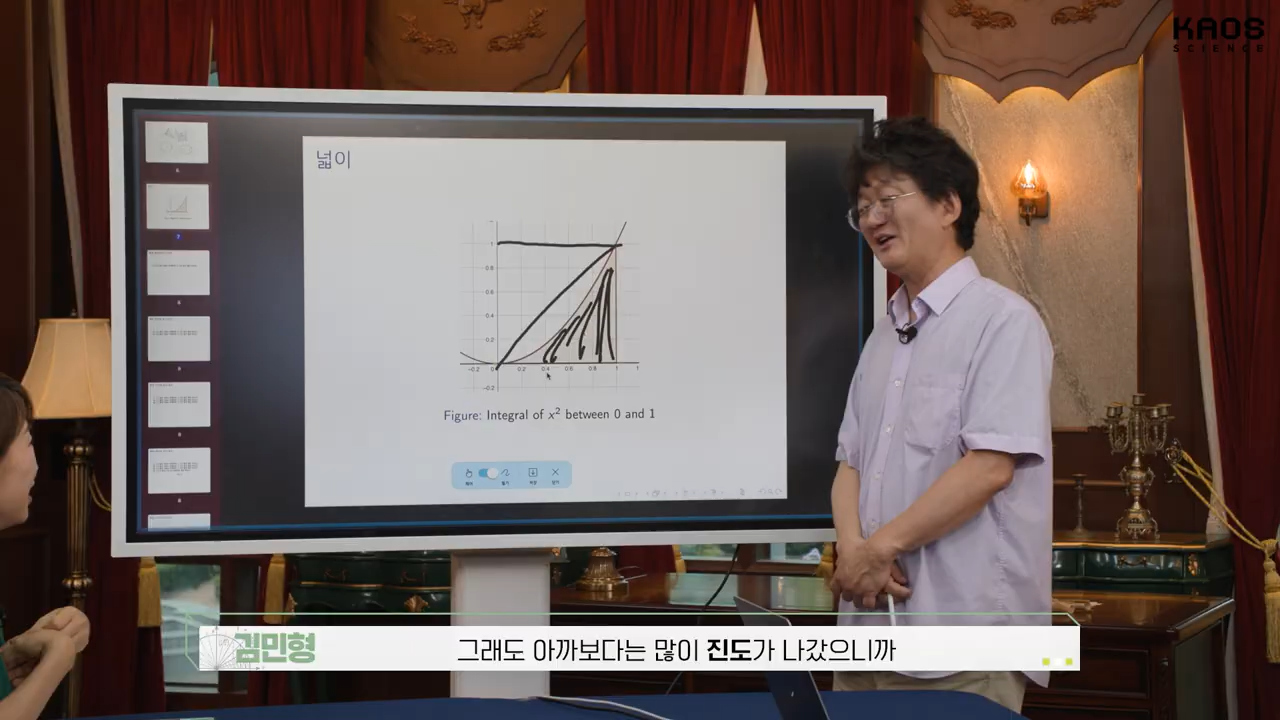 KAOS
SCIENCE
넓이
1
0.8
0.6
0.4
0.2
-0.2 0 0.2 0.4 0.6 0.8 1
-0.2
Figure: Integral of x² between 0 and 1
김민형
그래도 아까보다는 많이 진도가 나갔으니까